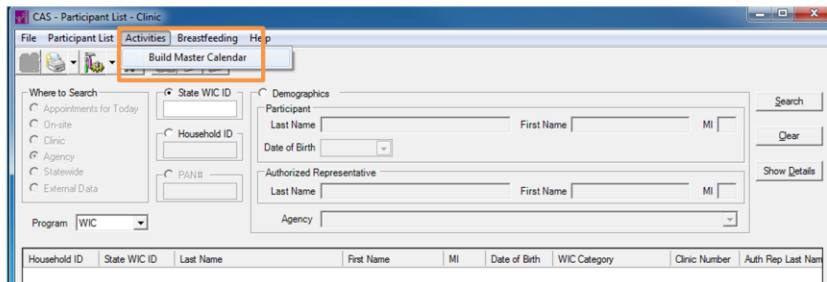 CAS - Participant List - Clinic
File Participant List Activities Breastfeeding Help
Build Master Calendar
Where to Search
Appointments for Today
On-site
Clinic
Agency
Statewide
External Data
State WIC ID
Household ID
PAN#
Demographics
Participant
Last Name First Name MI
Date of Birth
Authorized Representative
Last Name First Name MI
Agency
Search
Clear
Show Details
Program WIC
Household ID State WIC ID Last Name First Name MI Date of Birth WIC Category Clinic Number Auth Rep Last Nam